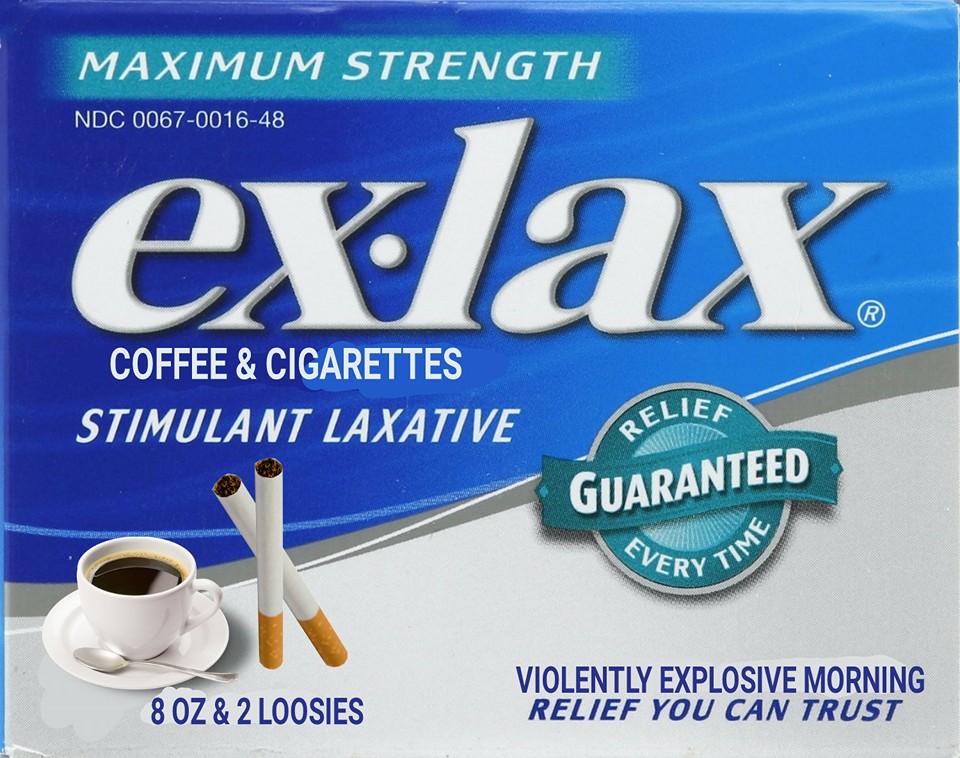 MAXIMUM STRENGTH
NDC 0067-0016-48
ex·lax®
COFFEE & CIGARETTES
STIMULANT LAXATIVE
RELIEF
GUARANTEED
EVERY TIME
8 OZ & 2 LOOSIES
VIOLENTLY EXPLOSIVE MORNING
RELIEF YOU CAN TRUST